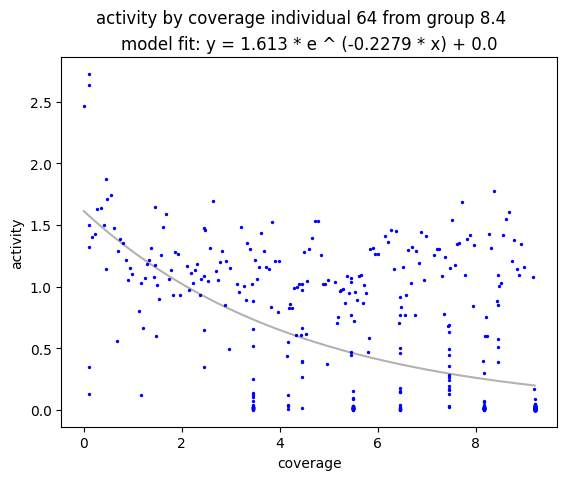 activity by coverage individual 64 from group 8.4
model fit: y = 1.613 * e ^ (-0.2279 * x) + 0.0
2.5
2.0
1.5
1.0
0.5
0.0
activity
0 2 4 6 8
coverage